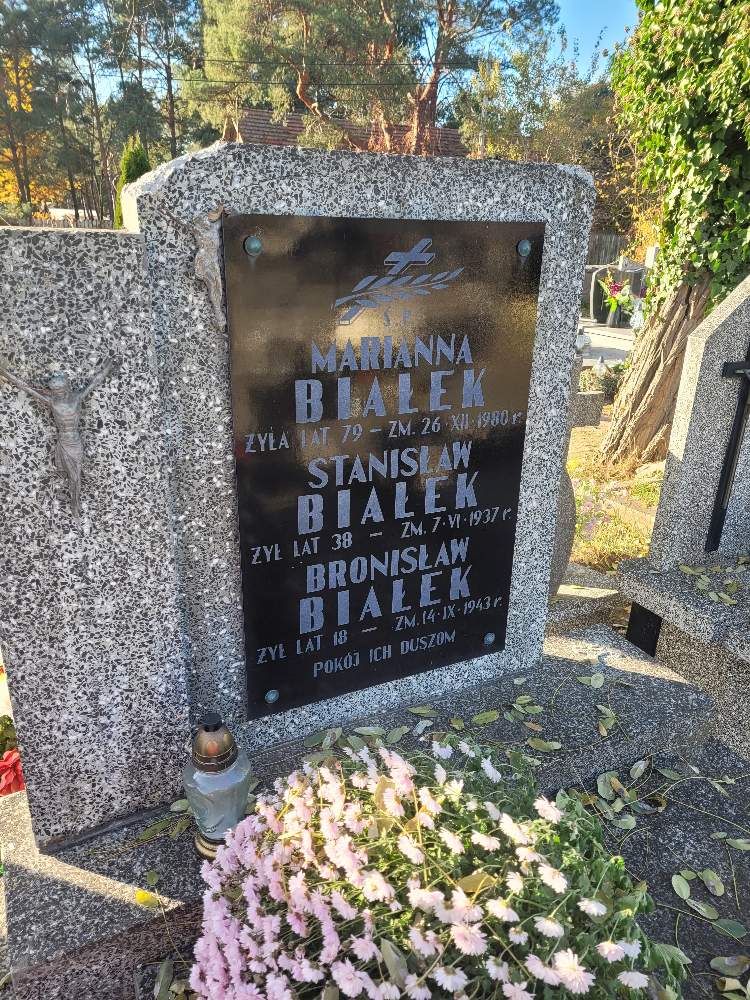 Ś. P.
MARIANNA
BIAŁEK
ŻYŁA LAT 79 – ZM. 26·XII·1980 r.
STANISŁAW
BIAŁEK
ŻYŁ LAT 38 – ZM. 7·VI·1937 r.
BRONISŁAW
BIAŁEK
ŻYŁ LAT 18 – ZM. 14·IX·1943 r.
POKÓJ ICH DUSZOM